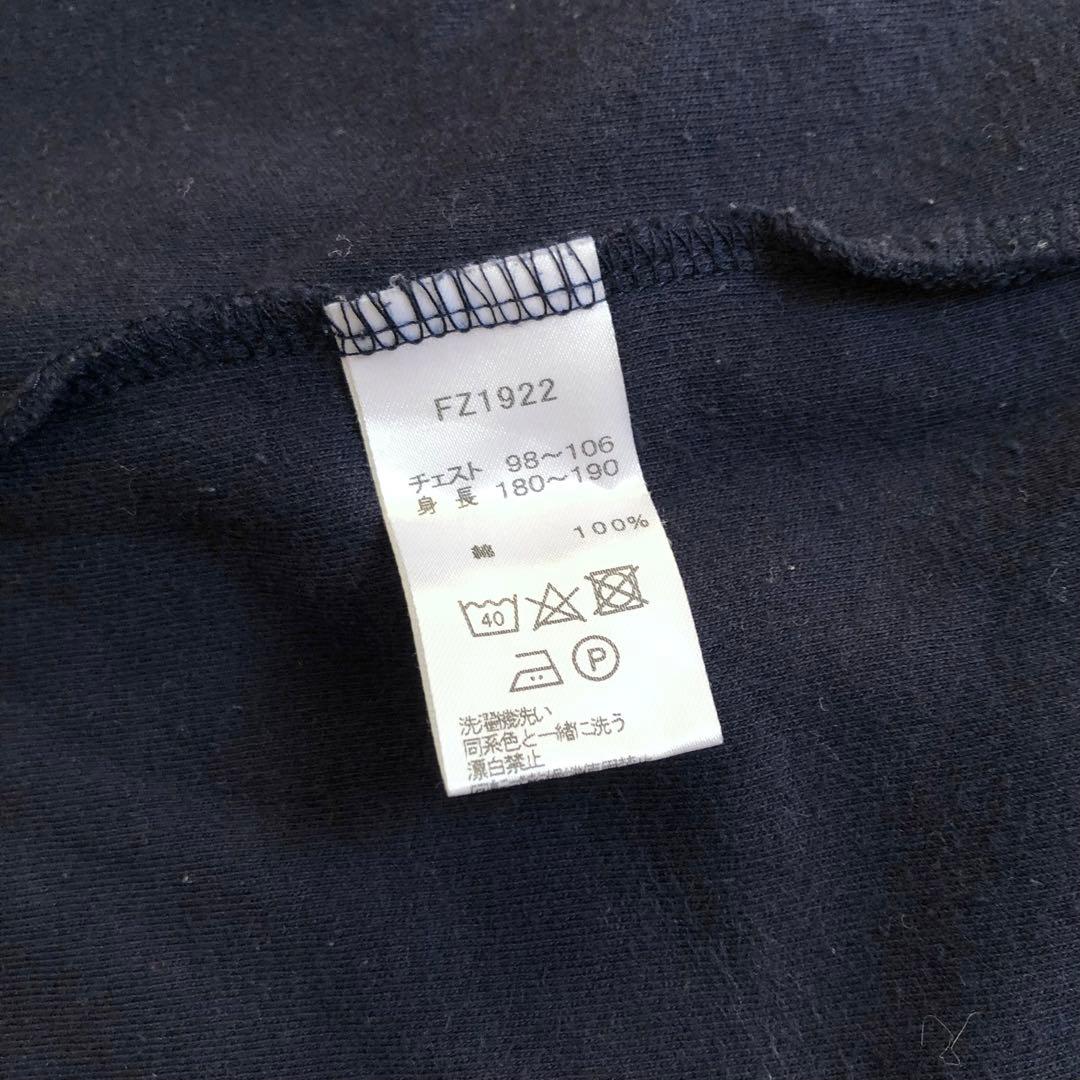 FZ1922
チェスト 98～106
身長 180～190
綿 100%
40
P
洗濯機洗い
同系色と一緒に洗う
漂白禁止